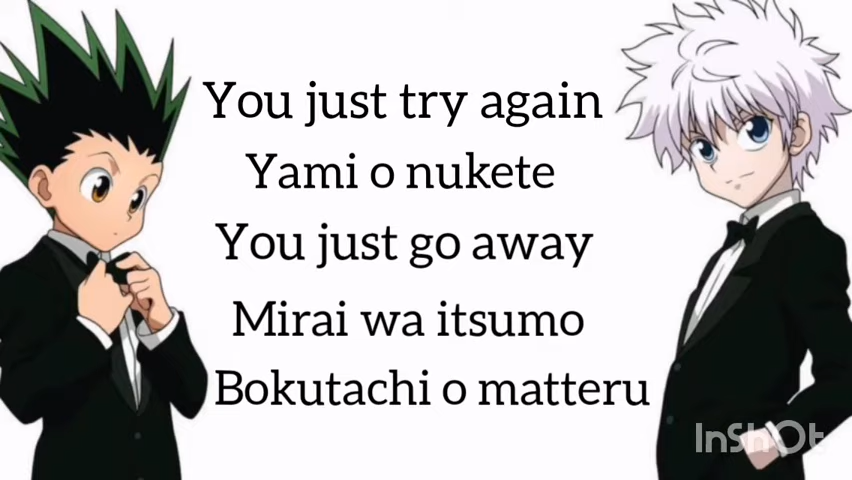 You just try again
Yami o nukete
You just go away
Mirai wa itsumo
Bokutachi o matteru
InShOt